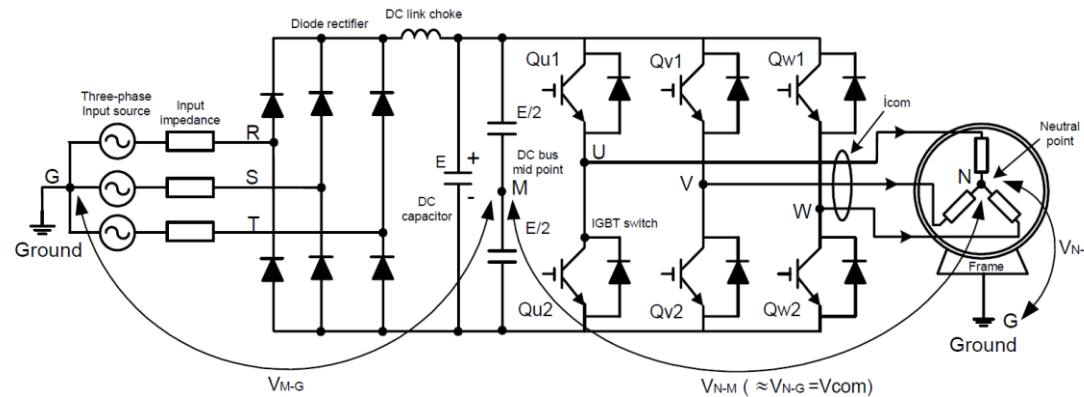 DC link choke
Diode rectifier
Three-phase
Input source
Input
impedance
R
S
T
G
Ground
E
+
-
DC
capacitor
E/2
DC bus
mid point
M
E/2
Qu1
Qv1
Qw1
U
V
W
IGBT switch
Qu2
Qv2
Qw2
icom
Neutral
point
N
Frame
VN-
G
Ground
VM-G
VN-M ( ≈VN-G =Vcom)